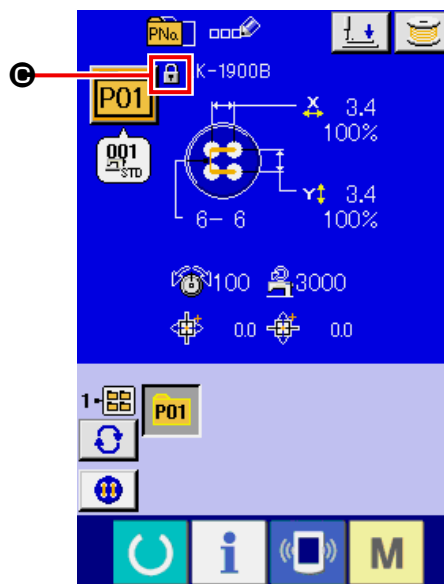 PNo.
C
K-1900B
P01
X 3.4
100%
001
STD
Y 3.4
100%
6- 6
100 3000
0.0 0.0
1
P01
i
M